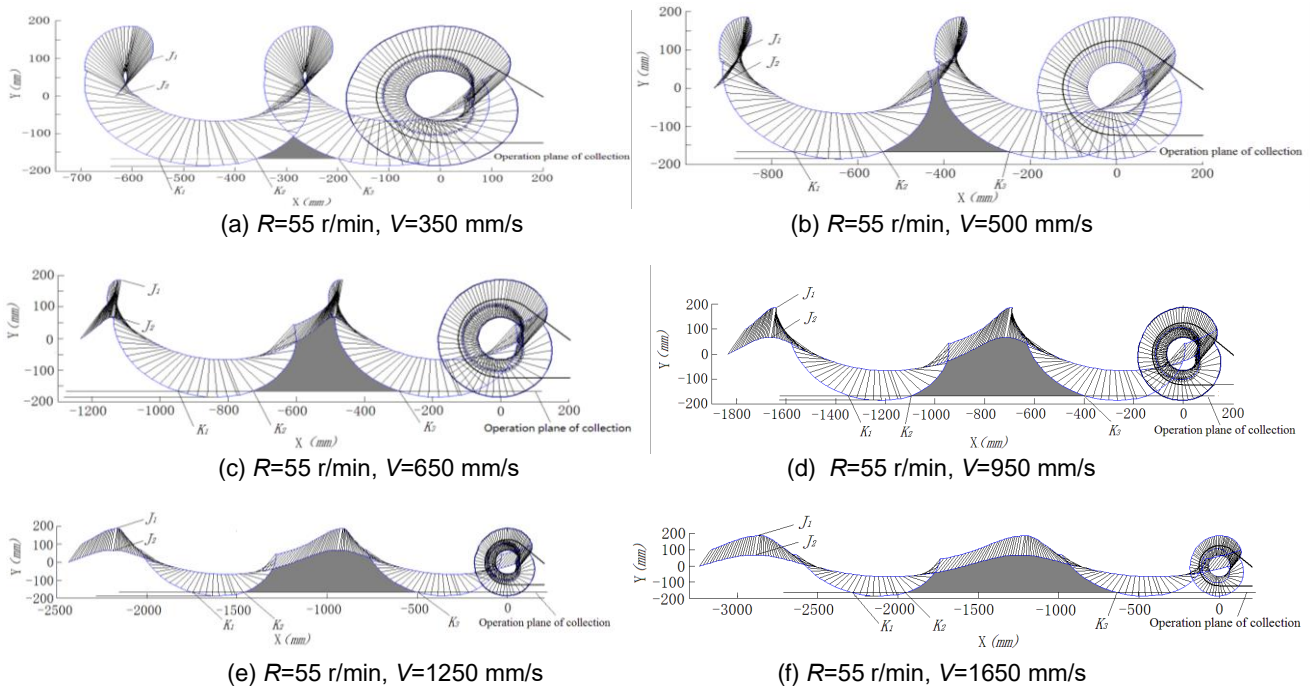 200
100
0
-100
-200
Y (mm)
J1
J2
Operation plane of collection
-700 -600 -500 -400 -300 -200 -100 0 100 200
K1 K2 K3
X (mm)
(a) R=55 r/min, V=350 mm/s
200
100
0
-100
-200
Y (mm)
J1
J2
Operation plane of collection
-800 -600 -400 -200 0 200
K1 K2 K3
X (mm)
(b) R=55 r/min, V=500 mm/s
200
100
0
-100
-200
Y (mm)
J1
J2
-1200 -1000 -800 -600 -400 -200 0 200
K1 K2 K3
Operation plane of collection
X (mm)
(c) R=55 r/min, V=650 mm/s
200
150
100
50
0
-50
-100
-150
-200
Y (mm)
J1
J2
-1800 -1600 -1400 -1200 -1000 -800 -600 -400 -200 0 200
K1 K2 K3
Operation plane of collection
X (mm)
(d) R=55 r/min, V=950 mm/s
200
100
0
-100
-200
Y (mm)
J1
J2
-2500 -2000 -1500 -1000 -500 0
K1 K2 K3
Operation plane of collection
X (mm)
(e) R=55 r/min, V=1250 mm/s
200
100
0
-100
-200
Y (mm)
J1
J2
-3000 -2500 -2000 -1500 -1000 -500 0
K1 K2 K3
Operation plane of collection
X (mm)
(f) R=55 r/min, V=1650 mm/s